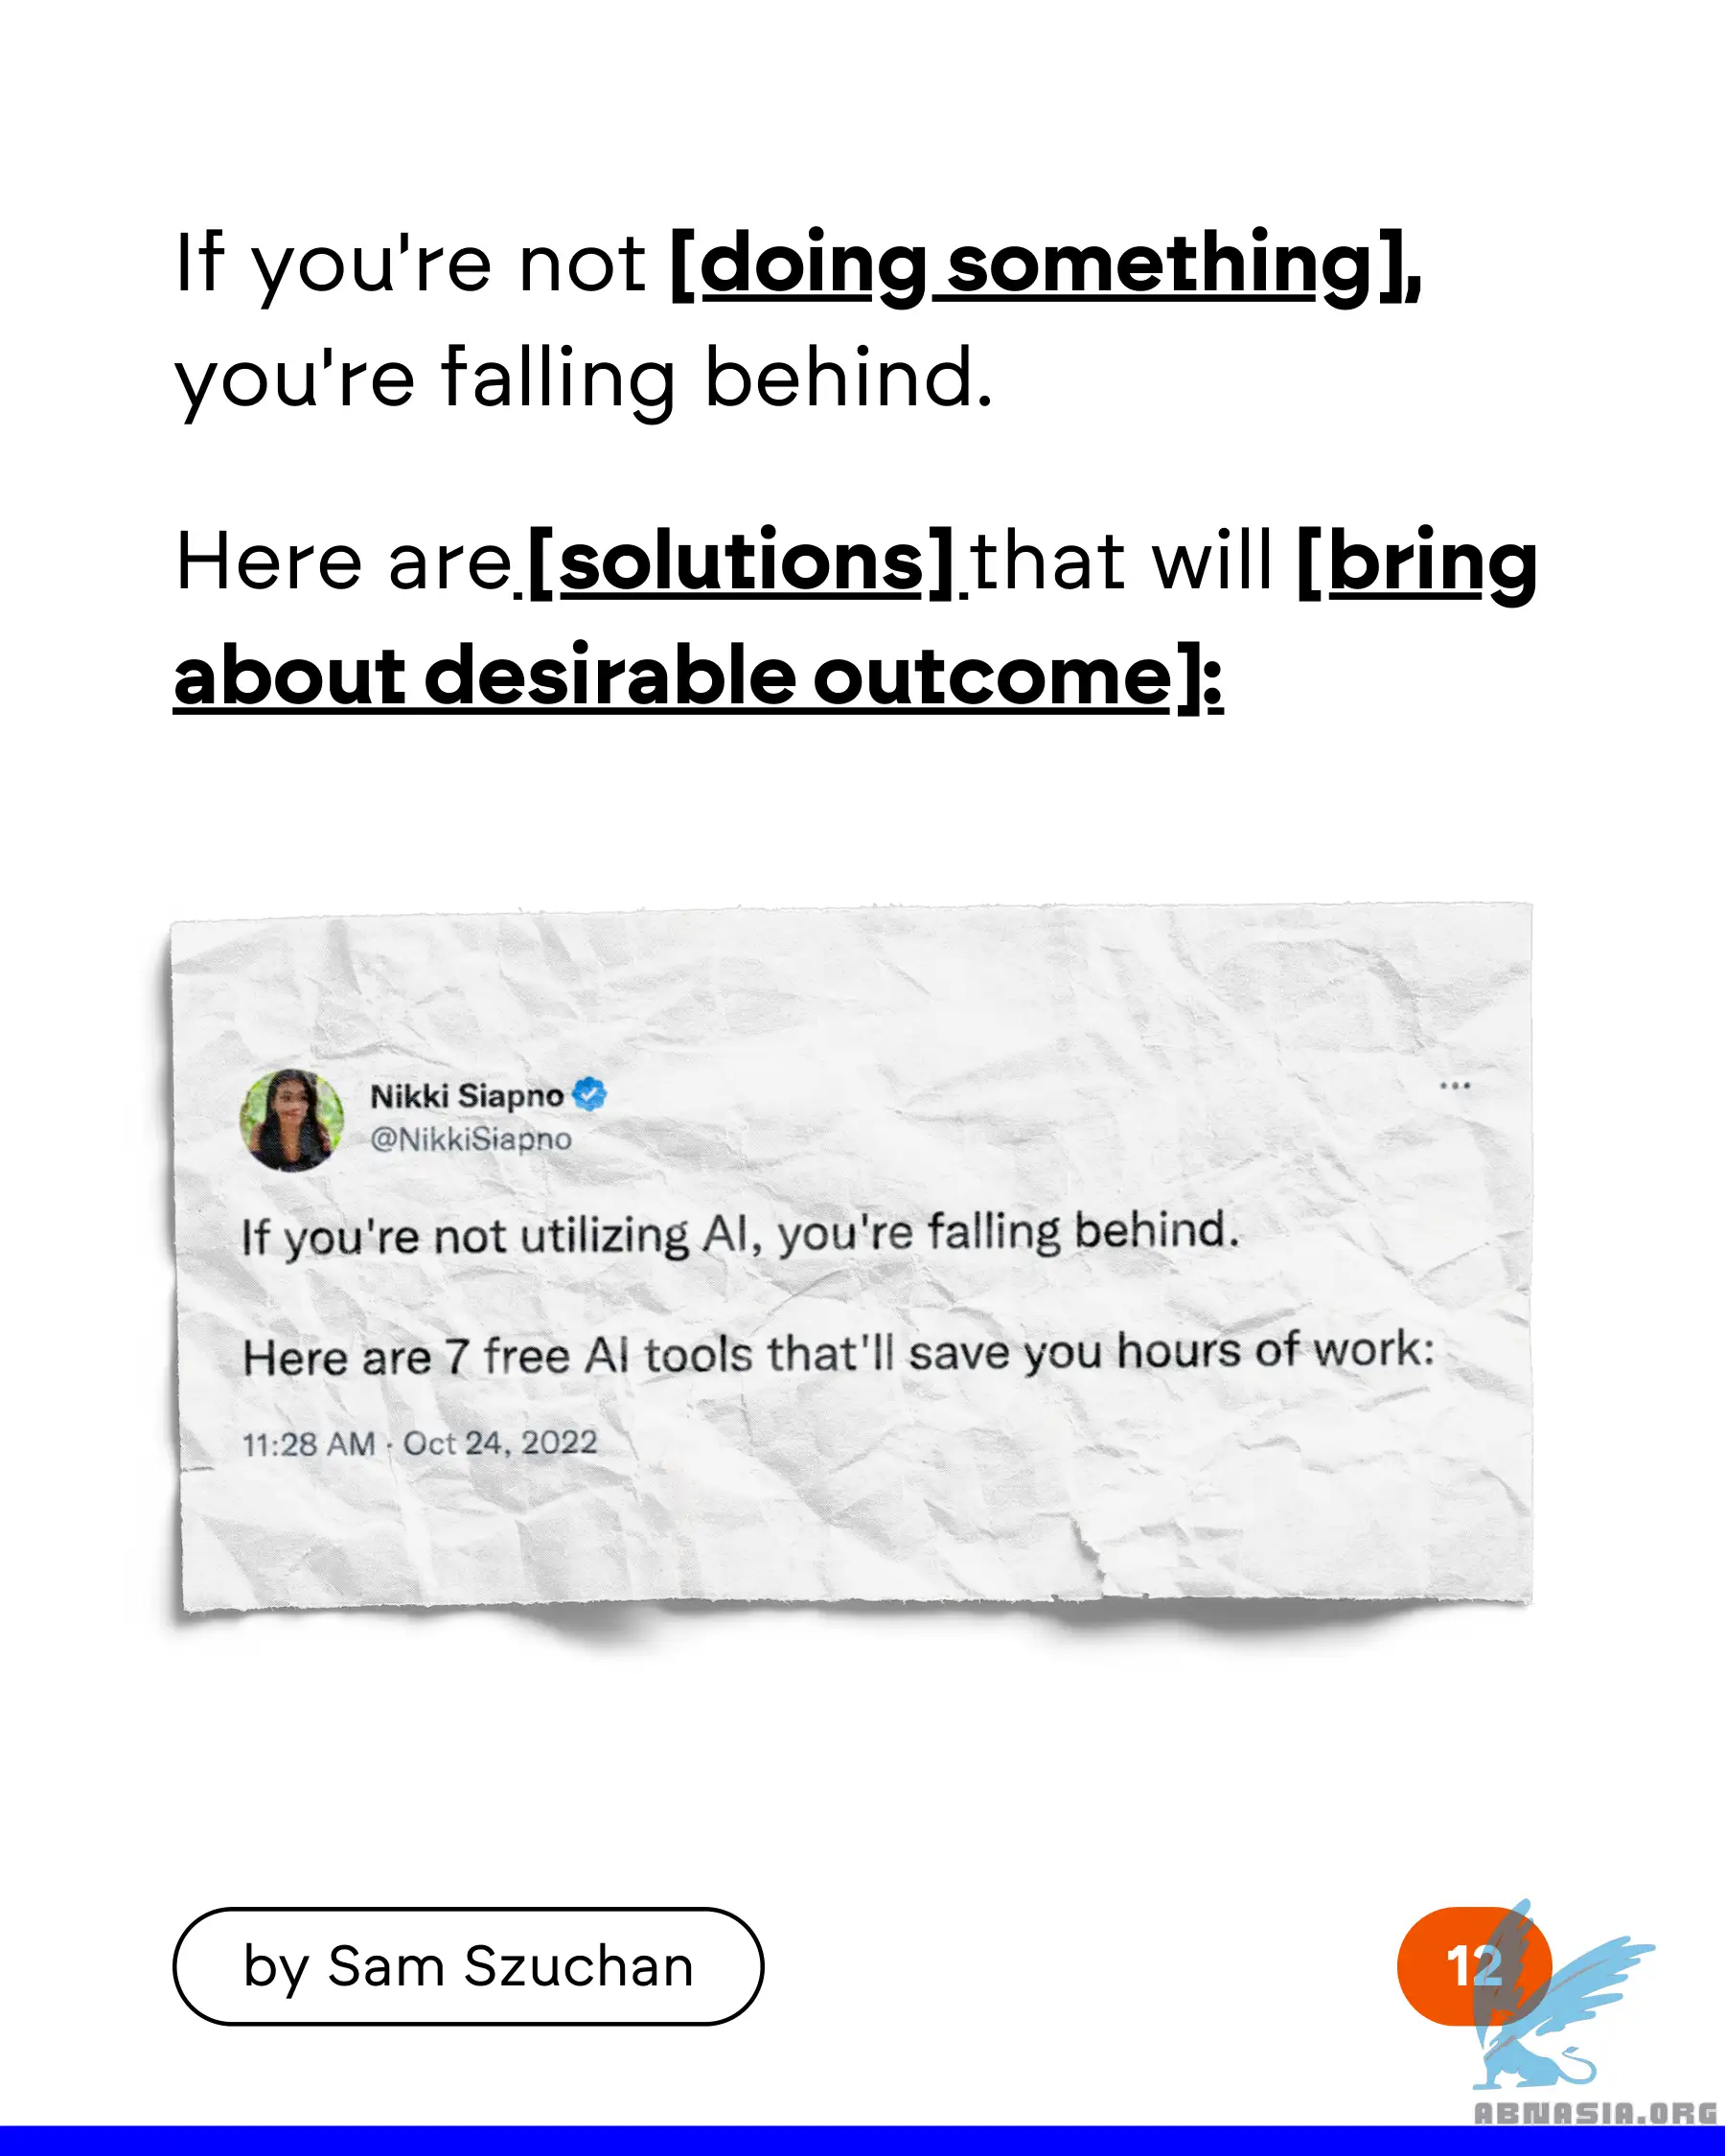 If you're not [doing something],
you're falling behind.
Here are [solutions] that will [bring
about desirable outcome]:
Nikki Siapno
@NikkiSiapno
...
If you're not utilizing AI, you're falling behind.
Here are 7 free AI tools that'll save you hours of work:
11:28 AM · Oct 24, 2022
by Sam Szuchan
12
ABNASIA.ORG